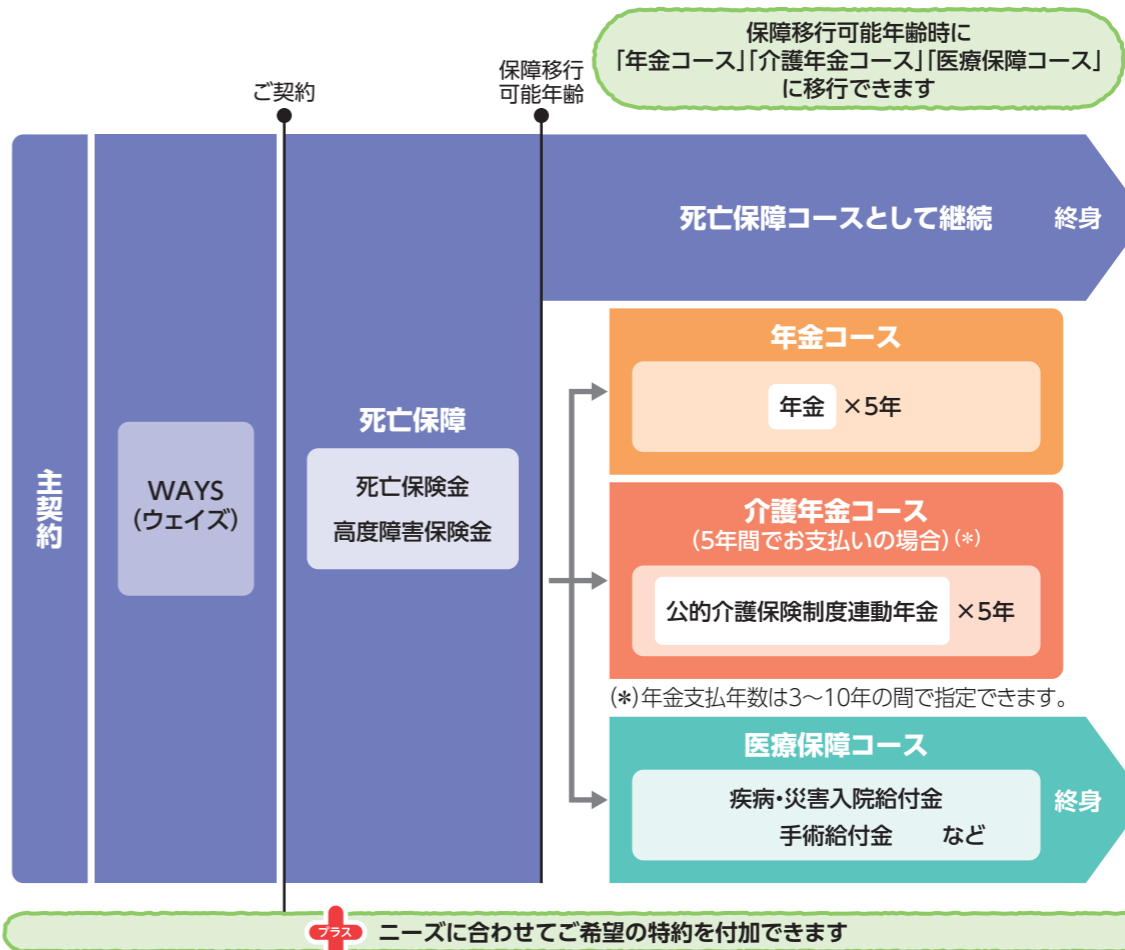 保障移行可能年齢時に
「年金コース」「介護年金コース」「医療保障コース」
に移行できます
ご契約
保障移行
可能年齢
主契約
WAYS
(ウェイズ)
死亡保障
死亡保険金
高度障害保険金
死亡保障コースとして継続 終身
年金コース
年金 ×5年
介護年金コース
(5年間でお支払いの場合)(*)
公的介護保険制度連動年金 ×5年
(*)年金支払年数は3〜10年の間で指定できます。
医療保障コース
疾病・災害入院給付金
手術給付金 など
終身
プラス ニーズに合わせてご希望の特約を付加できます